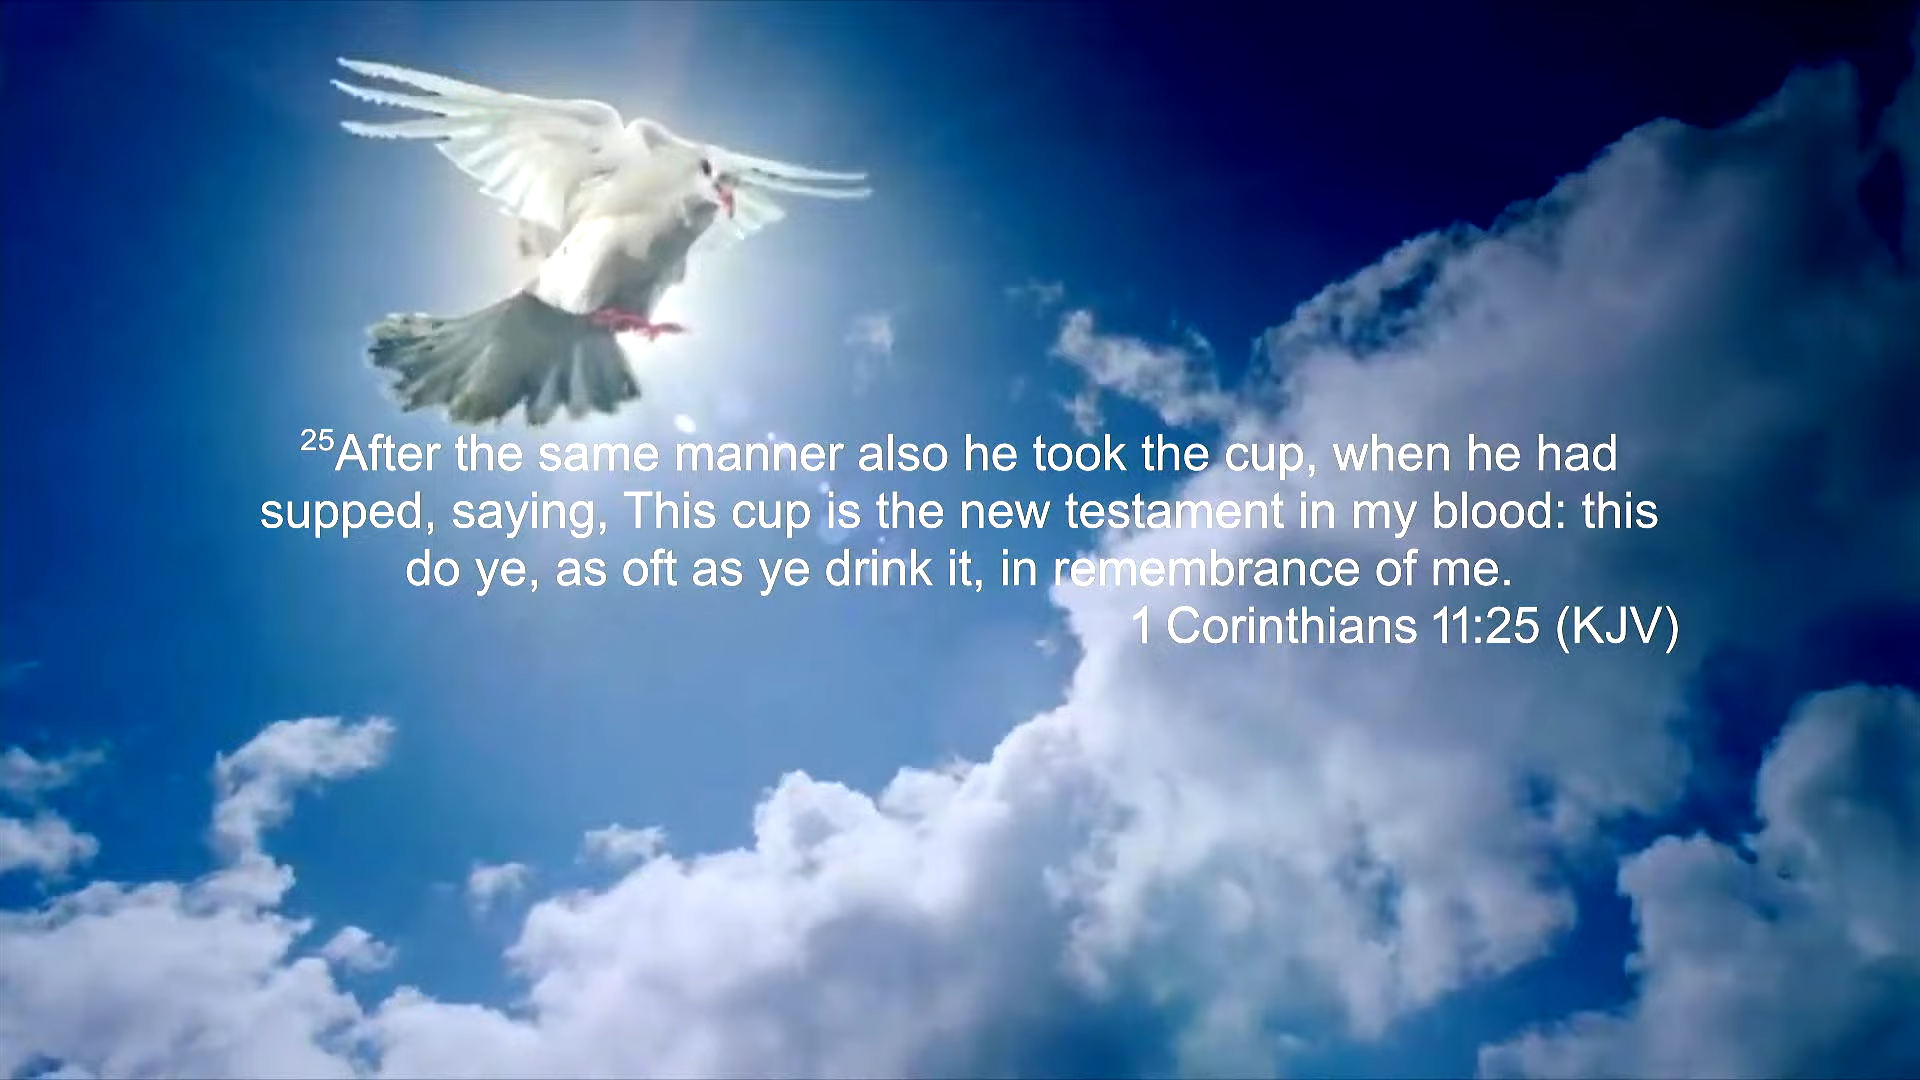 25After the same manner also he took the cup, when he had
supped, saying, This cup is the new testament in my blood: this
do ye, as oft as ye drink it, in remembrance of me.
1 Corinthians 11:25 (KJV)